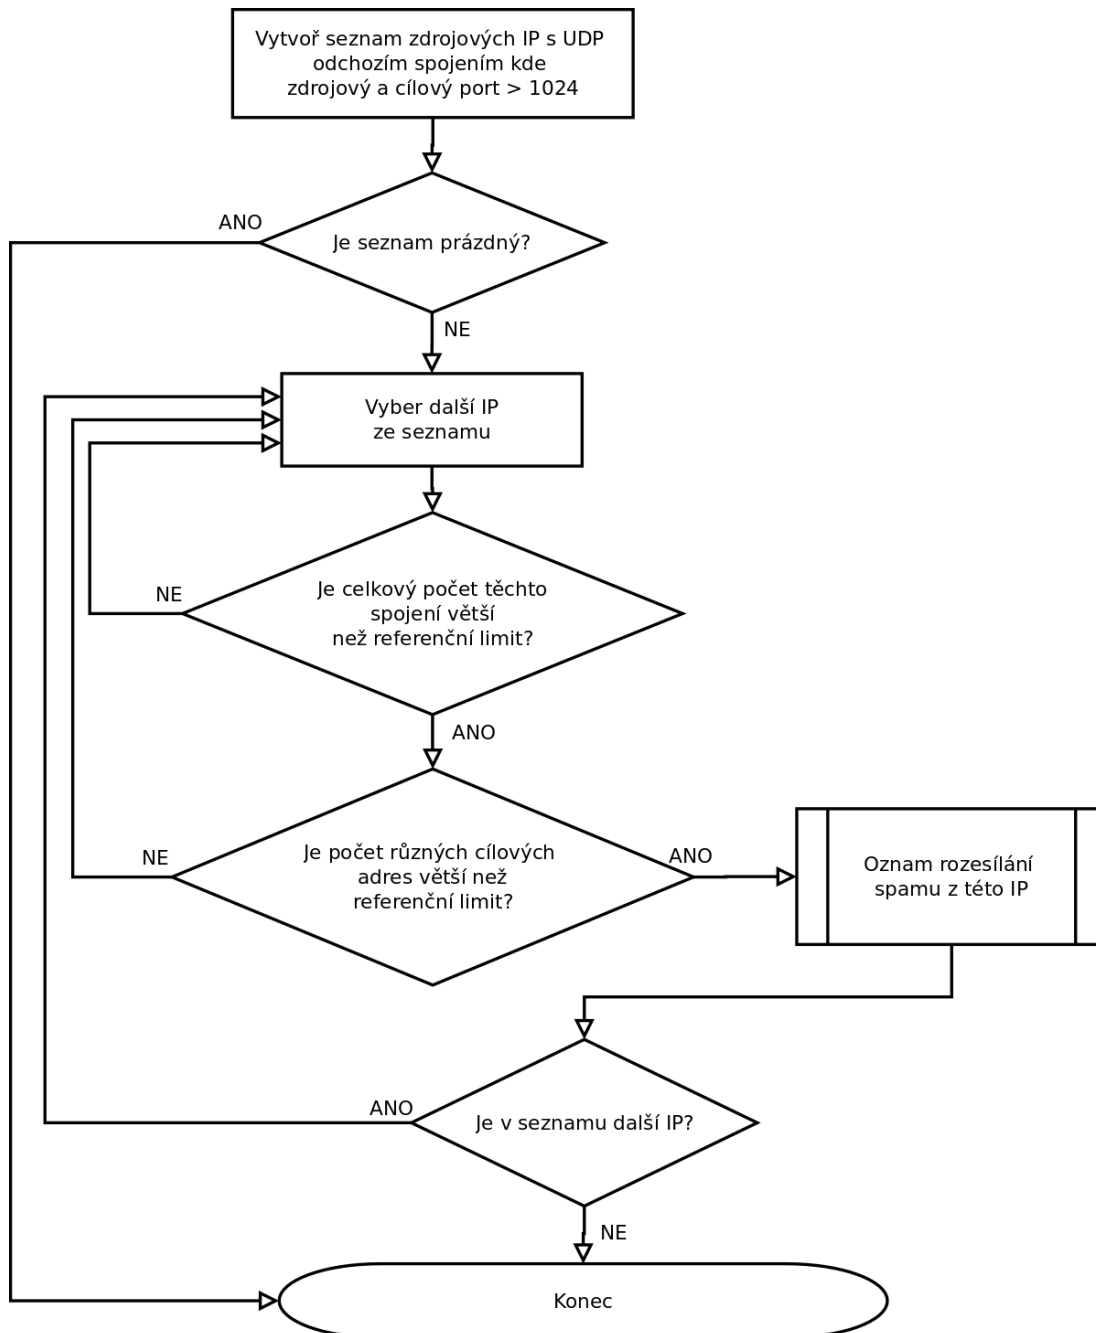 Vytvoř seznam zdrojových IP s UDP
odchozím spojením kde
zdrojový a cílový port > 1024
ANO
Je seznam prázdný?
NE
Vyber další IP
ze seznamu
NE
Je celkový počet těchto
spojení větší
než referenční limit?
ANO
NE
Je počet různých cílových
adres větší než
referenční limit?
ANO
Oznam rozesílání
spamu z této IP
ANO
Je v seznamu další IP?
NE
Konec